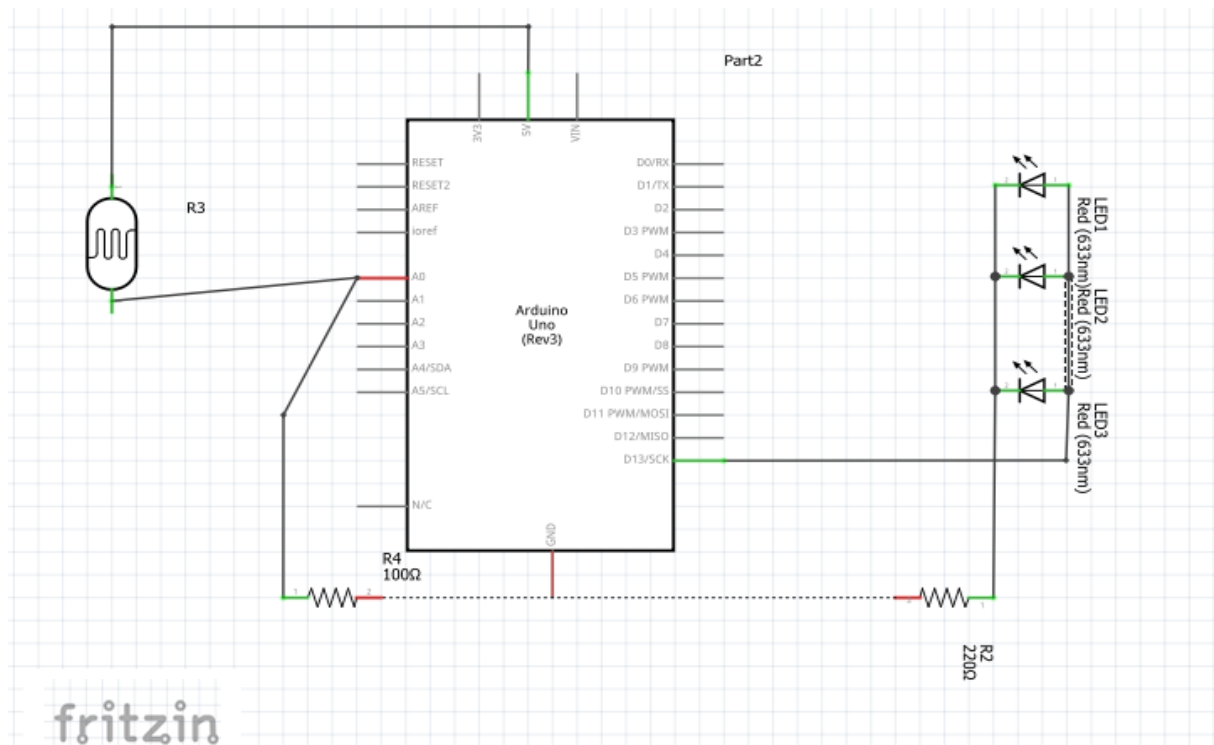 Part2
3V3
5V
VIN
RESET
RESET2
AREF
ioref
A0
A1
A2
A3
A4/SDA
A5/SCL
N/C
D0/RX
D1/TX
D2
D3 PWM
D4
D5 PWM
D6 PWM
D7
D8
D9 PWM
D10 PWM/SS
D11 PWM/MOSI
D12/MISO
D13/SCK
GND
Arduino
Uno
(Rev3)
R3
LED1
Red (633nm)
LED2
Red (633nm)
LED3
Red (633nm)
R4
100Ω
1
2
R2
220Ω
1
fritzin